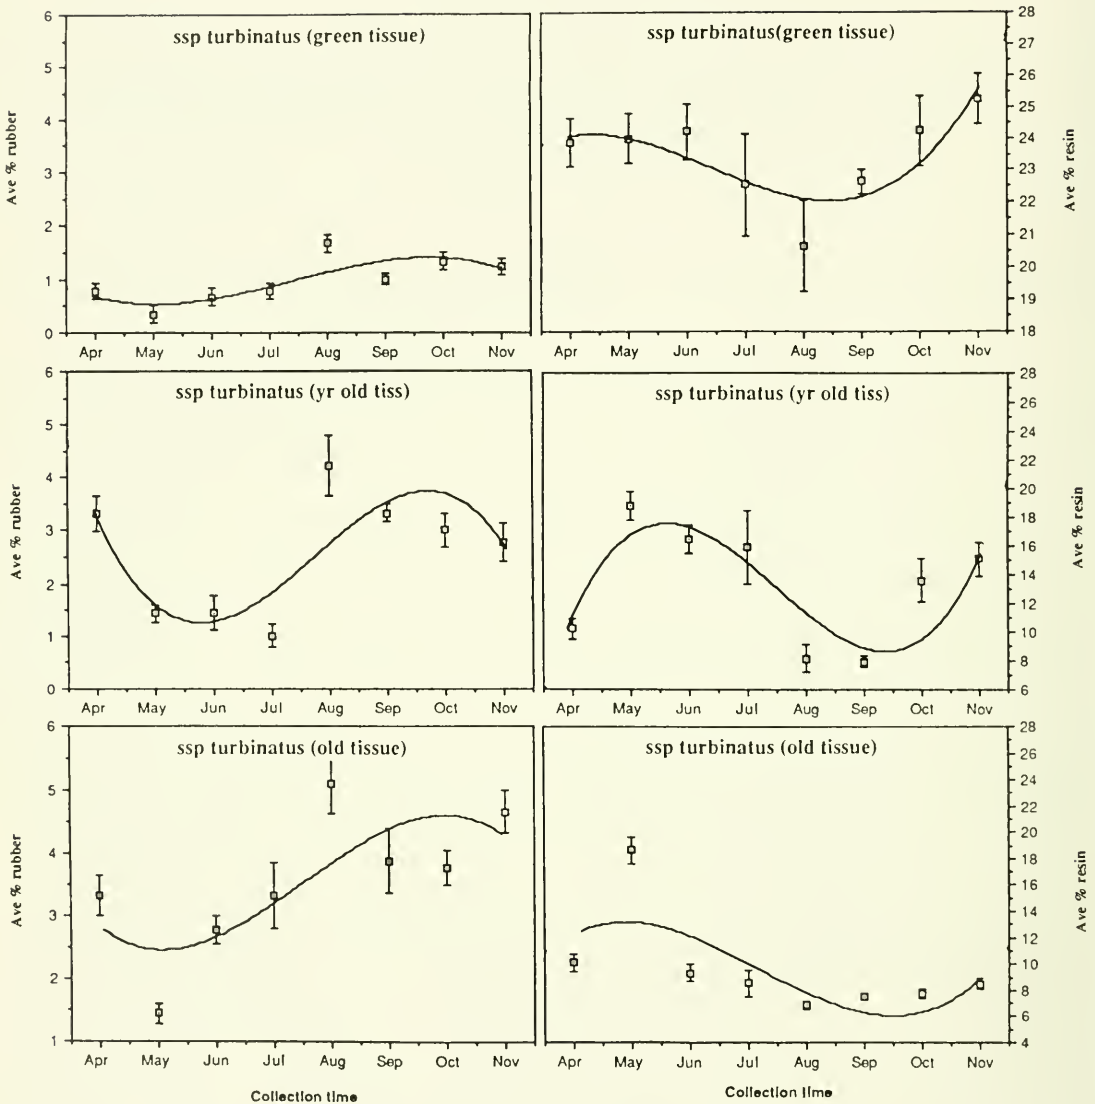 ssp turbinatus (green tissue)
Ave % rubber
6
5
4
3
2
1
0
Apr May Jun Jul Aug Sep Oct Nov
ssp turbinatus(green tissue)
Ave % resin
28
27
26
25
24
23
22
21
20
19
18
Apr May Jun Jul Aug Sep Oct Nov
ssp turbinatus (yr old tiss)
Ave % rubber
6
5
4
3
2
1
0
Apr May Jun Jul Aug Sep Oct Nov
ssp turbinatus (yr old tiss)
Ave % resin
28
26
24
22
20
18
16
14
12
10
8
6
Apr May Jun Jul Aug Sep Oct Nov
ssp turbinatus (old tissue)
Ave % rubber
6
5
4
3
2
1
Apr May Jun Jul Aug Sep Oct Nov
Collection time
ssp turbinatus (old tissue)
Ave % resin
28
26
24
22
20
18
16
14
12
10
8
6
4
Apr May Jun Jul Aug Sep Oct Nov
Collection time